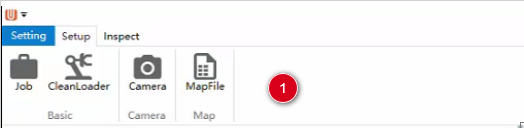 Setting Setup Inspect
Job CleanLoader Camera MapFile
1
Basic Camera Map